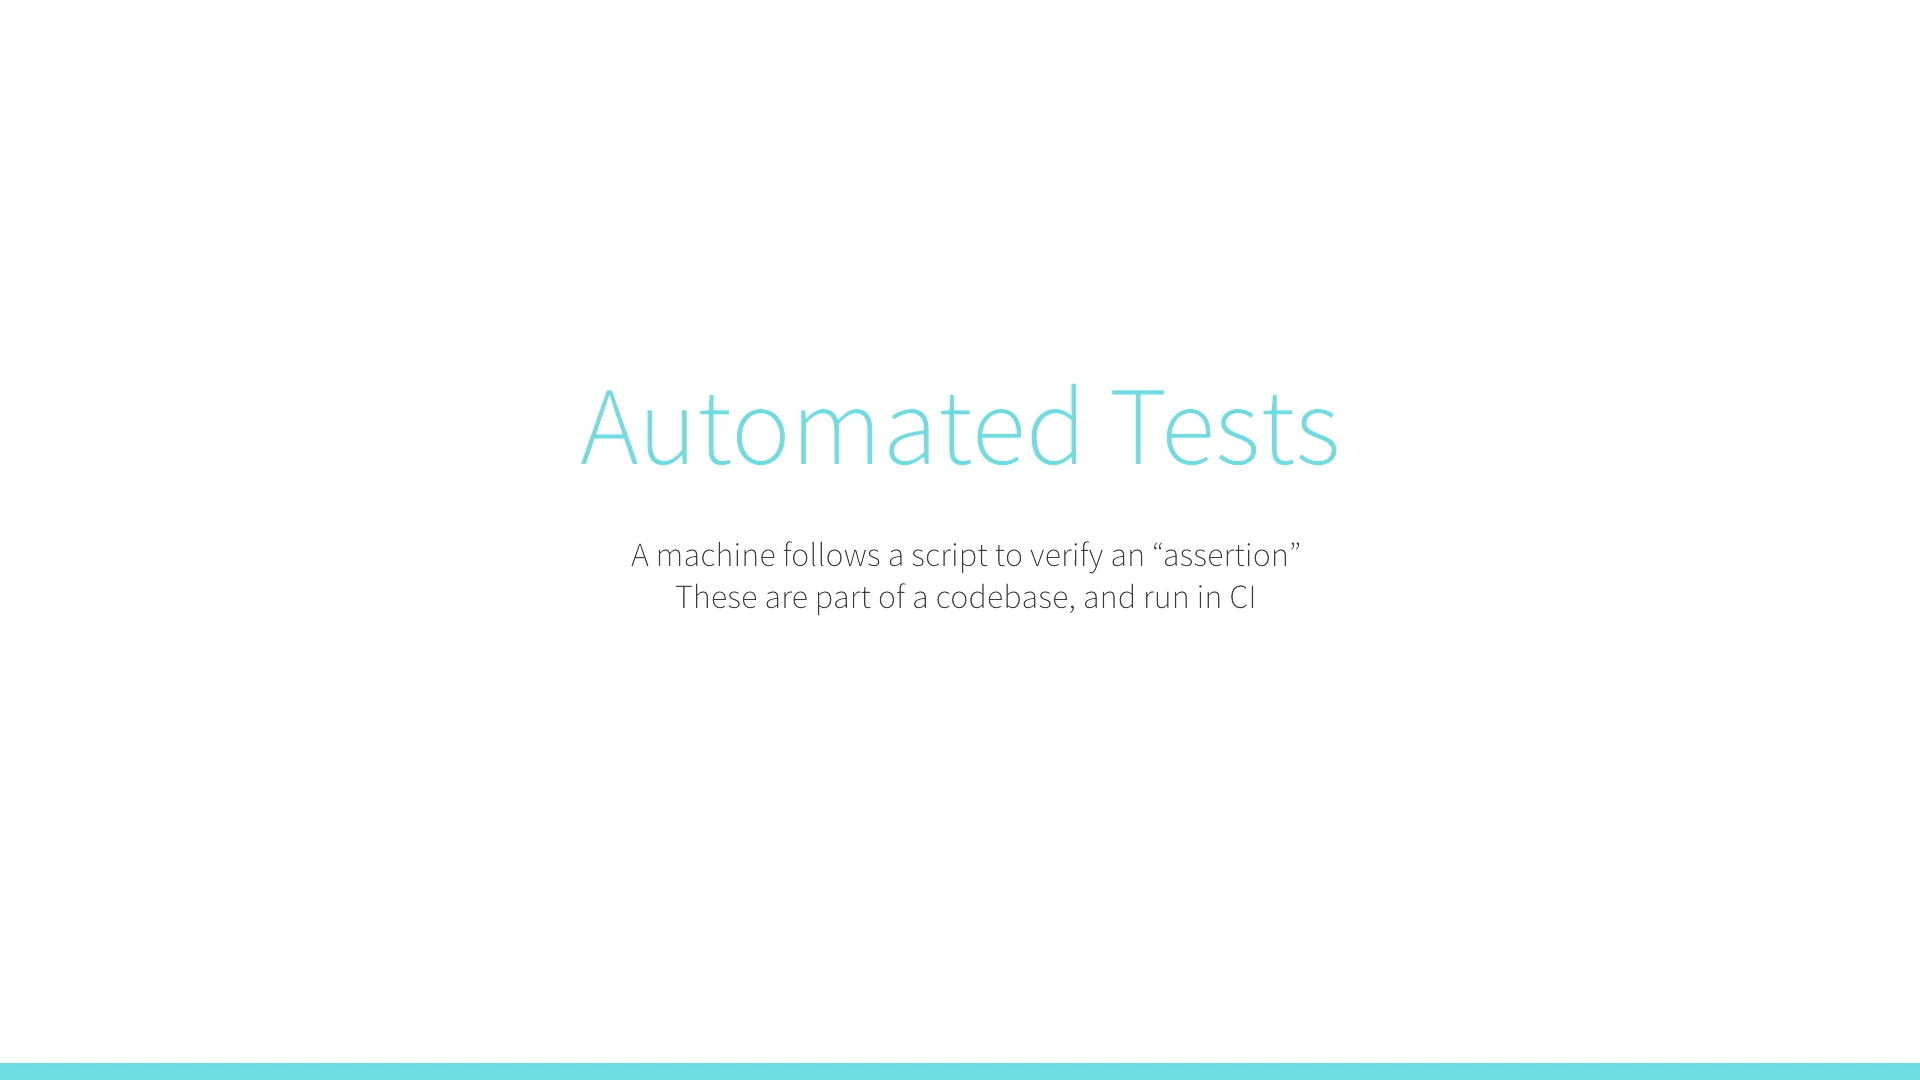 Automated Tests
A machine follows a script to verify an “assertion”
These are part of a codebase, and run in CI